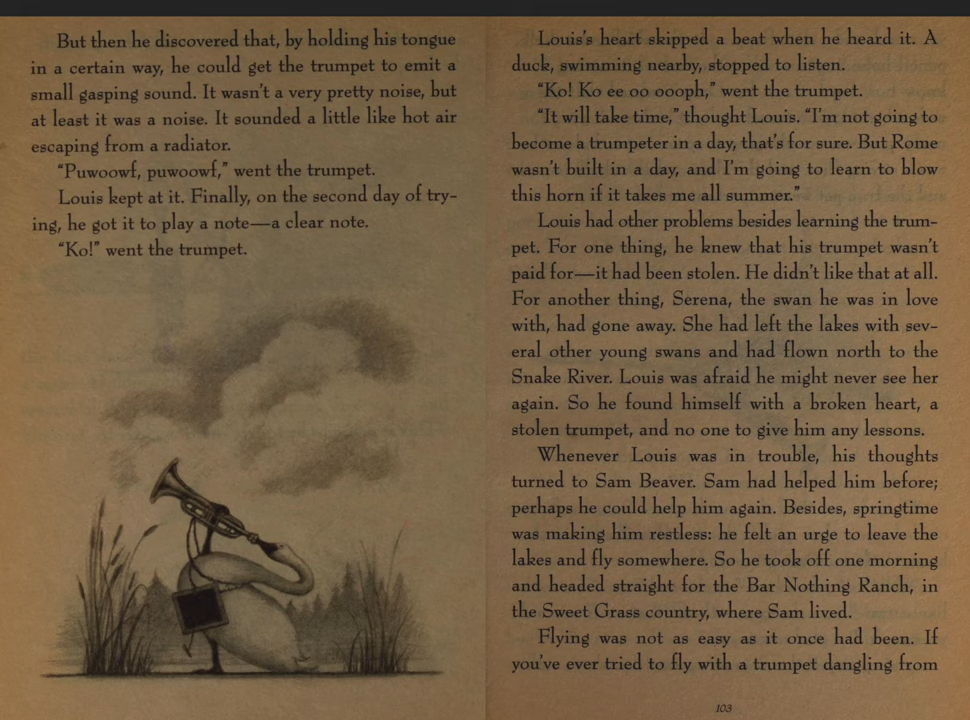 But then he discovered that, by holding his tongue
in a certain way, he could get the trumpet to emit a
small gasping sound. It wasn't a very pretty noise, but
at least it was a noise. It sounded a little like hot air
escaping from a radiator.
“Puwoowf, puwoowf,” went the trumpet.
Louis kept at it. Finally, on the second day of try-
ing, he got it to play a note—a clear note.
“Ko!” went the trumpet.
Louis's heart skipped a beat when he heard it. A
duck, swimming nearby, stopped to listen.
“Ko! Ko ee oo oooph,” went the trumpet.
“It will take time,” thought Louis. “I'm not going to
become a trumpeter in a day, that's for sure. But Rome
wasn't built in a day, and I'm going to learn to blow
this horn if it takes me all summer.”
Louis had other problems besides learning the trum-
pet. For one thing, he knew that his trumpet wasn't
paid for—it had been stolen. He didn't like that at all.
For another thing, Serena, the swan he was in love
with, had gone away. She had left the lakes with sev-
eral other young swans and had flown north to the
Snake River. Louis was afraid he might never see her
again. So he found himself with a broken heart, a
stolen trumpet, and no one to give him any lessons.
Whenever Louis was in trouble, his thoughts
turned to Sam Beaver. Sam had helped him before;
perhaps he could help him again. Besides, springtime
was making him restless: he felt an urge to leave the
lakes and fly somewhere. So he took off one morning
and headed straight for the Bar Nothing Ranch, in
the Sweet Grass country, where Sam lived.
Flying was not as easy as it once had been. If
you've ever tried to fly with a trumpet dangling from
103